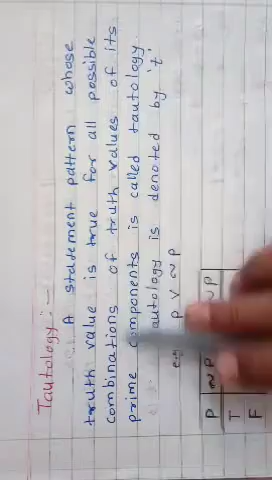 Tautology :-
A statement pattern whose
truth value is true for all possible
combinations of truth values of its
prime components is called tautology.
autology is denoted by 't'
e.g. p ∨ ~p
P ~P ~P
T
F